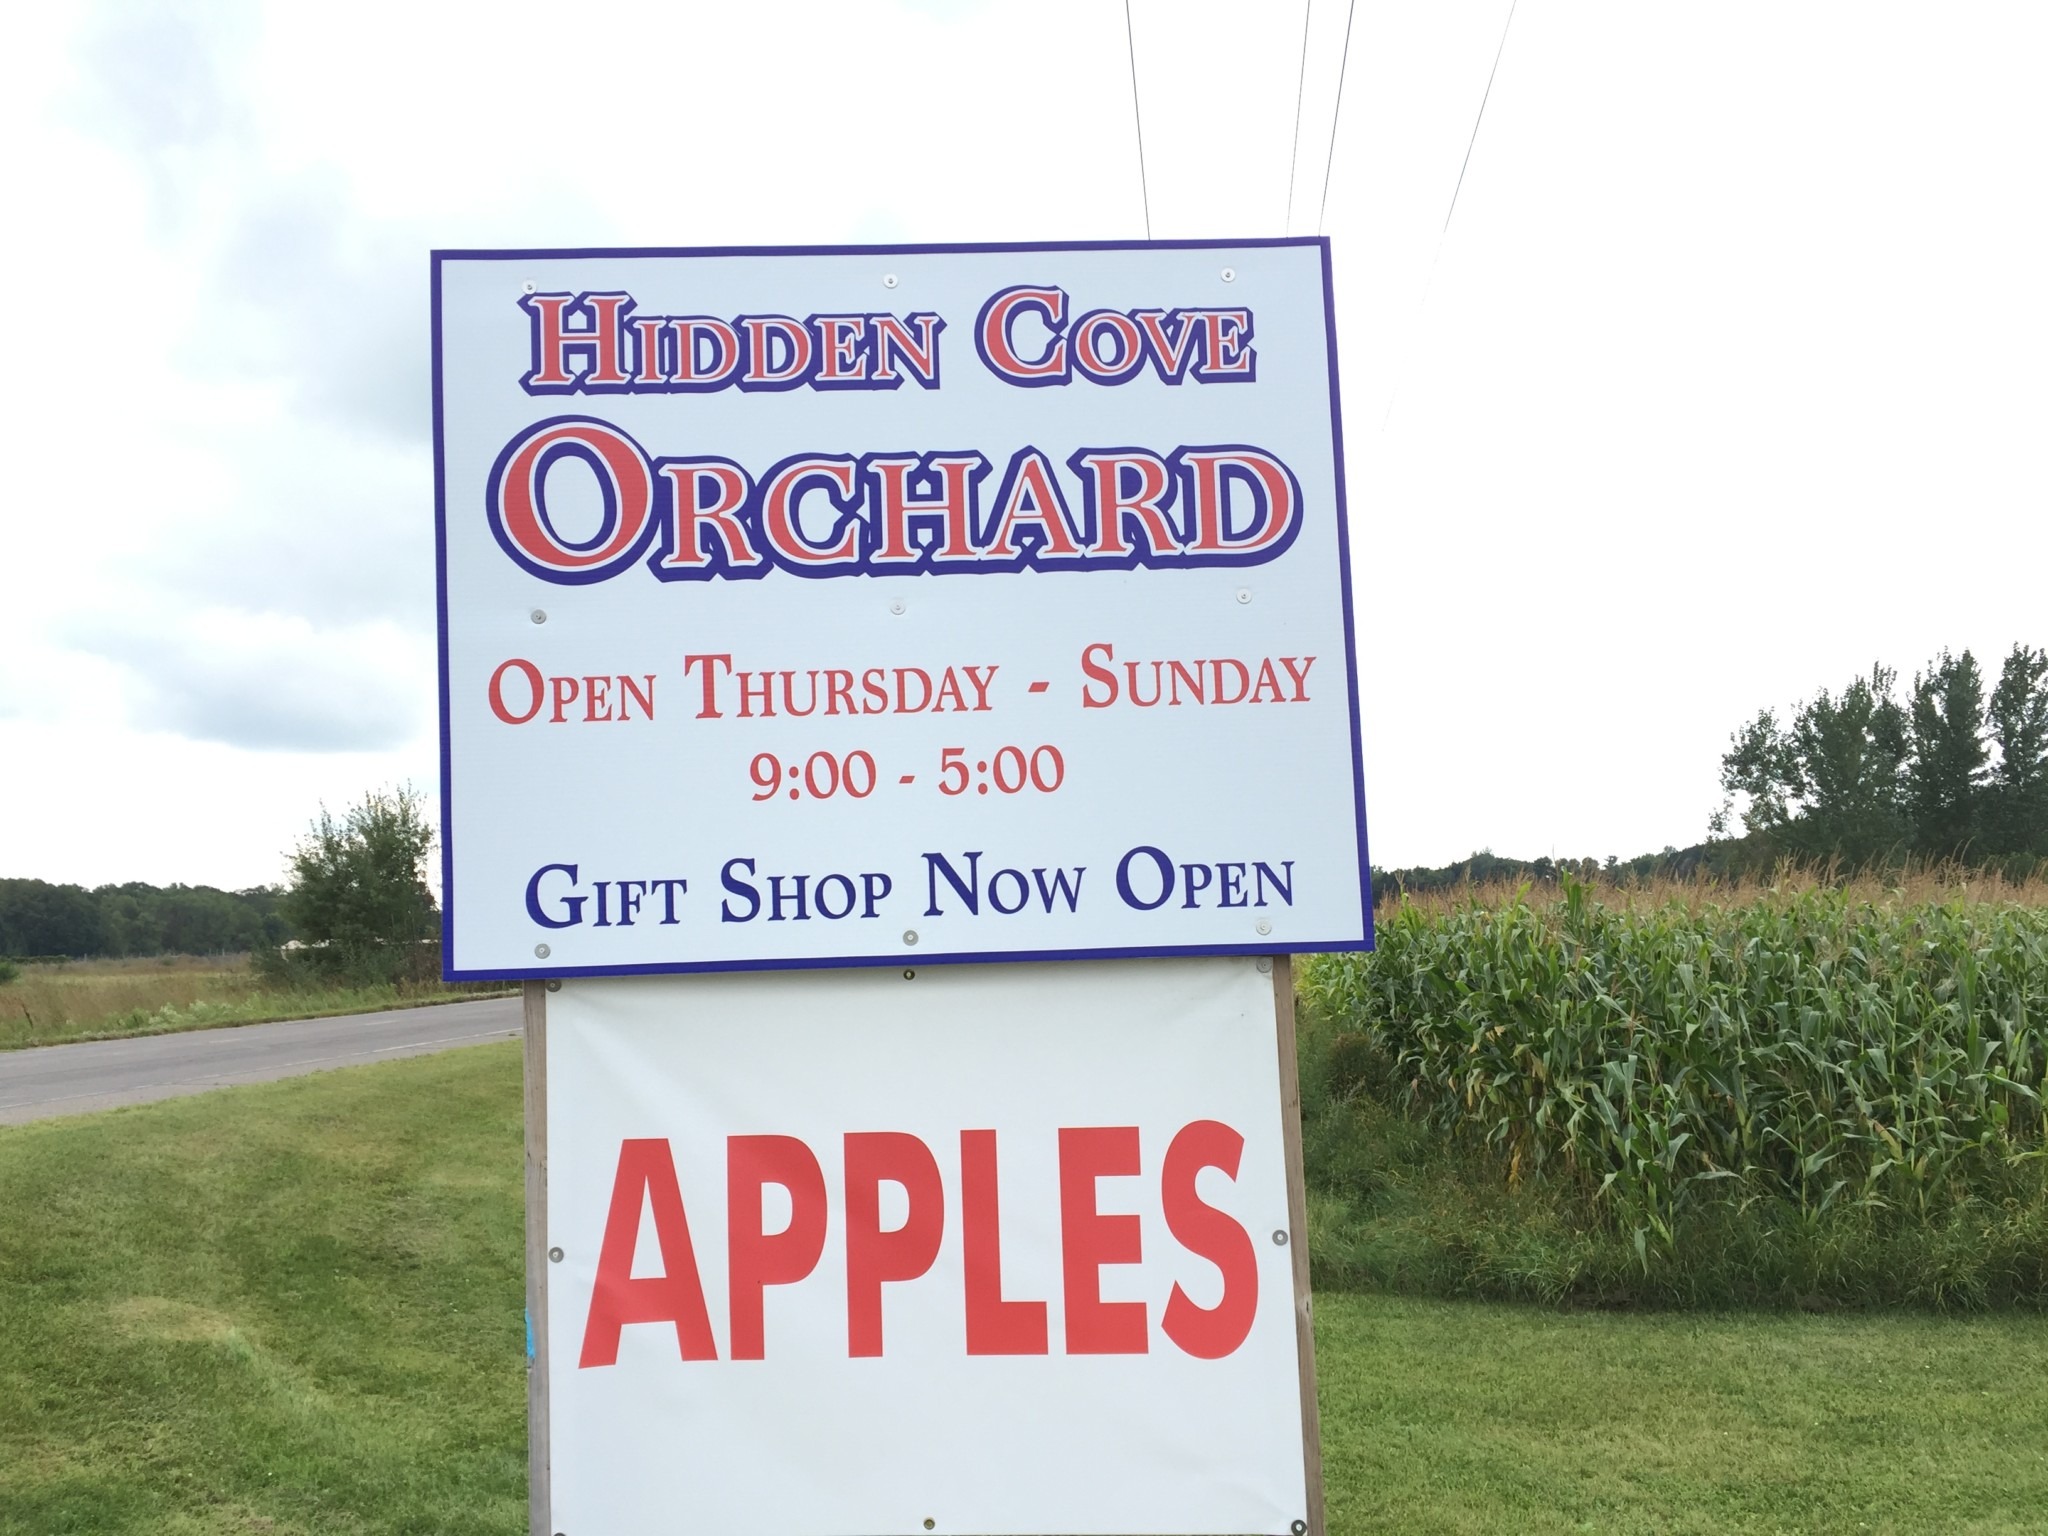 Hidden Cove
Orchard
Open Thursday - Sunday
9:00 - 5:00
Gift Shop Now Open
APPLES